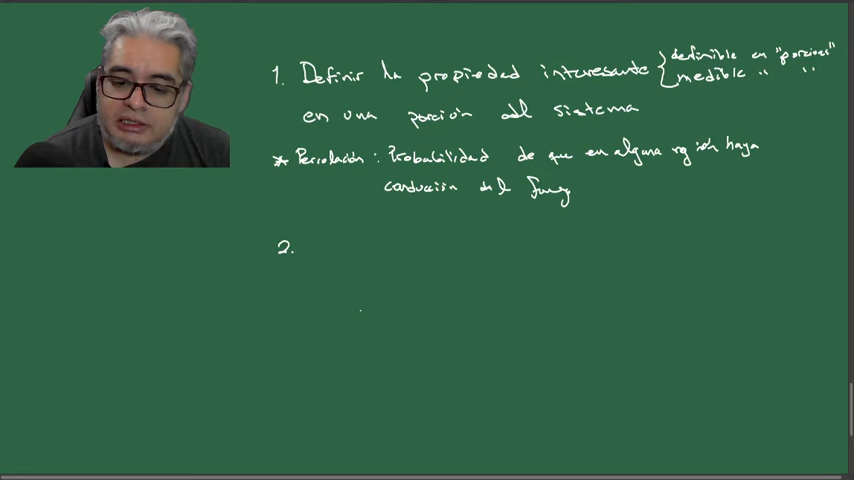 1. Definir la propiedad interesante { definible en "porciones"
medible " "
en una porción del sistema
* Percolación: Probabilidad de que en alguna región haya
conducción del fuego
2.